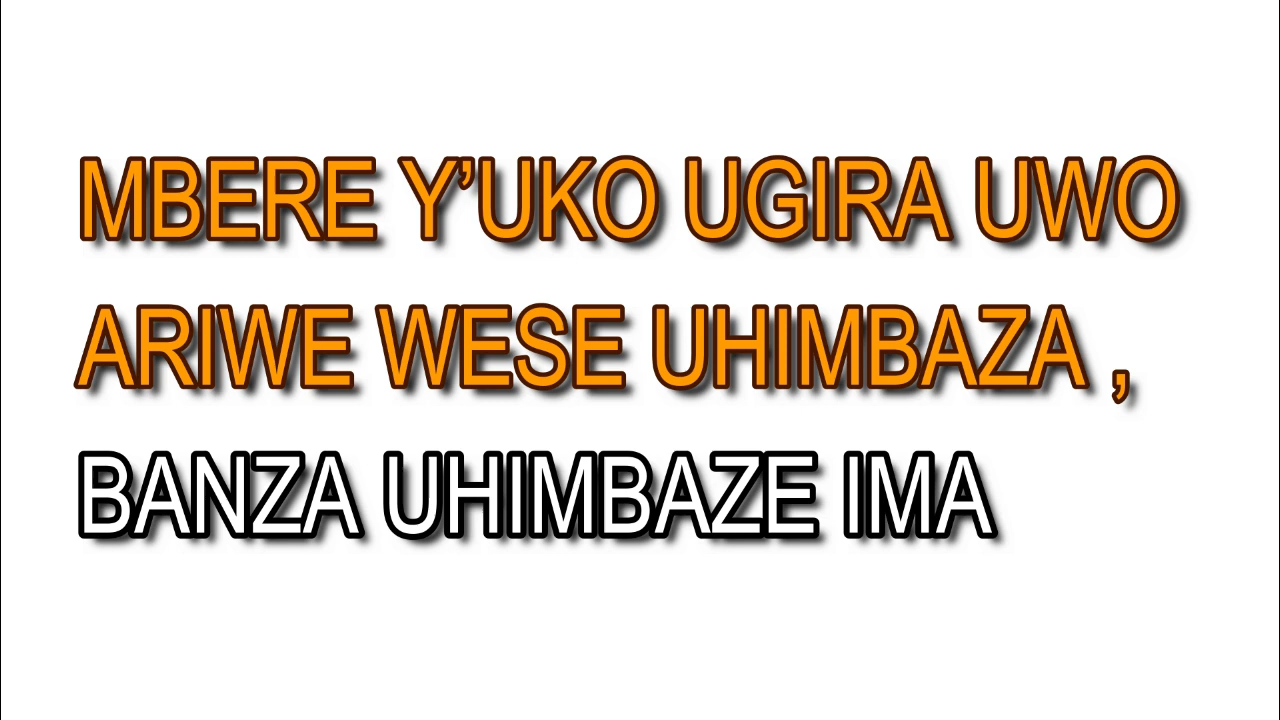 MBERE Y’UKO UGIRA UWO
ARIWE WESE UHIMBAZA ,
BANZA UHIMBAZE IMA